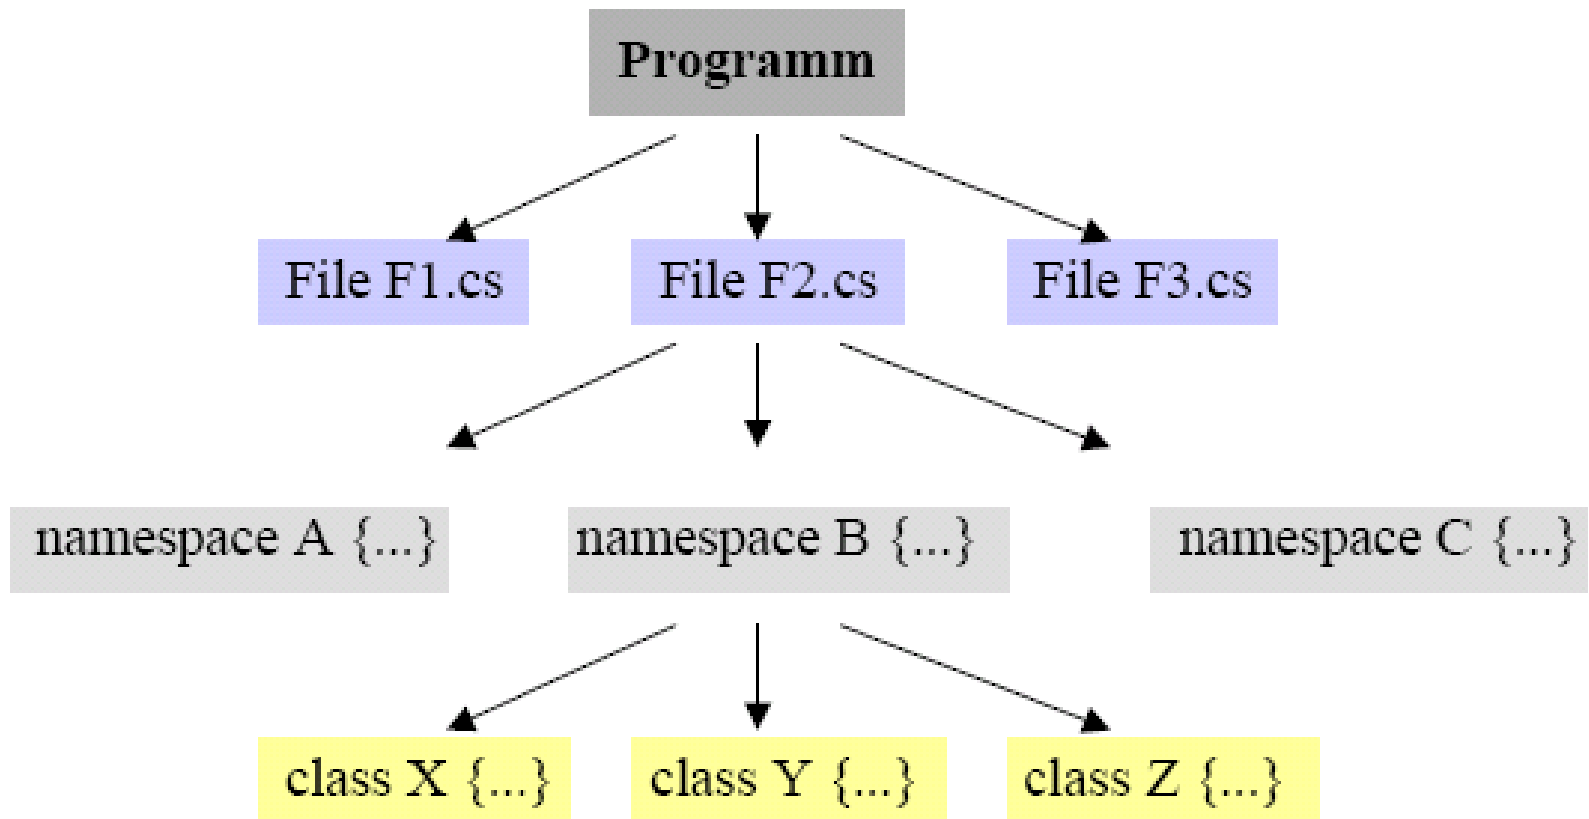 Programm
File F1.cs
File F2.cs
File F3.cs
namespace A {...}
namespace B {...}
namespace C {...}
class X {...}
class Y {...}
class Z {...}